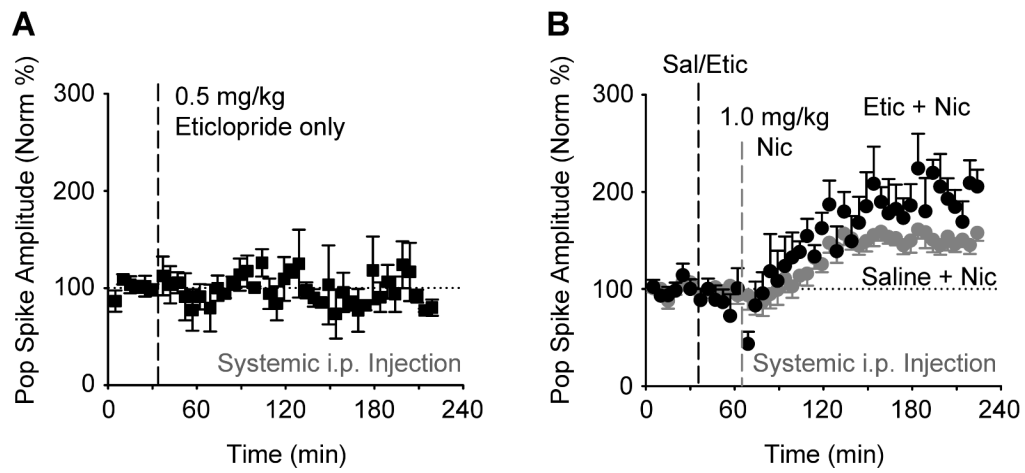 A
Pop Spike Amplitude (Norm %)
300
200
100
0
0.5 mg/kg
Eticlopride only
Systemic i.p. Injection
0 60 120 180 240
Time (min)
B
Pop Spike Amplitude (Norm %)
300
200
100
0
Sal/Etic
1.0 mg/kg
Nic
Etic + Nic
Saline + Nic
Systemic i.p. Injection
0 60 120 180 240
Time (min)